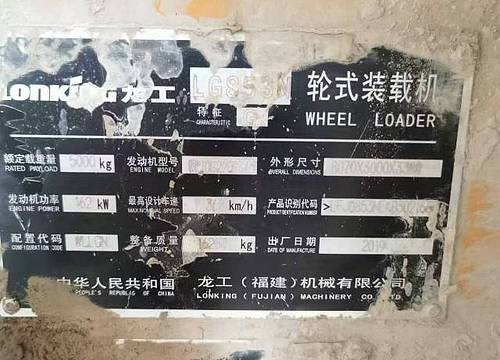 LONKING 龙工 LG853N 轮式装载机
特征 CHARACTERISTIC G WHEEL LOADER
额定载重量 RATED PAYLOAD 5000 kg 发动机型号 ENGINE MODEL 外形尺寸 OVERALL DIMENSIONS
发动机功率 ENGINE POWER 162 kW 最高设计车速 MAX.NOMINAL SPEED km/h 产品识别代码 PRODUCT IDENTIFICATION NUMBER >
配置代码 CONFIGURATION CODE 整备质量 WEIGHT kg 出厂日期 DATE 2019
中华人民共和国 龙工（福建）机械有限公司
PEOPLE'S REPUBLIC OF CHINA LONKING (FUJIAN) MACHINERY CO. LTD